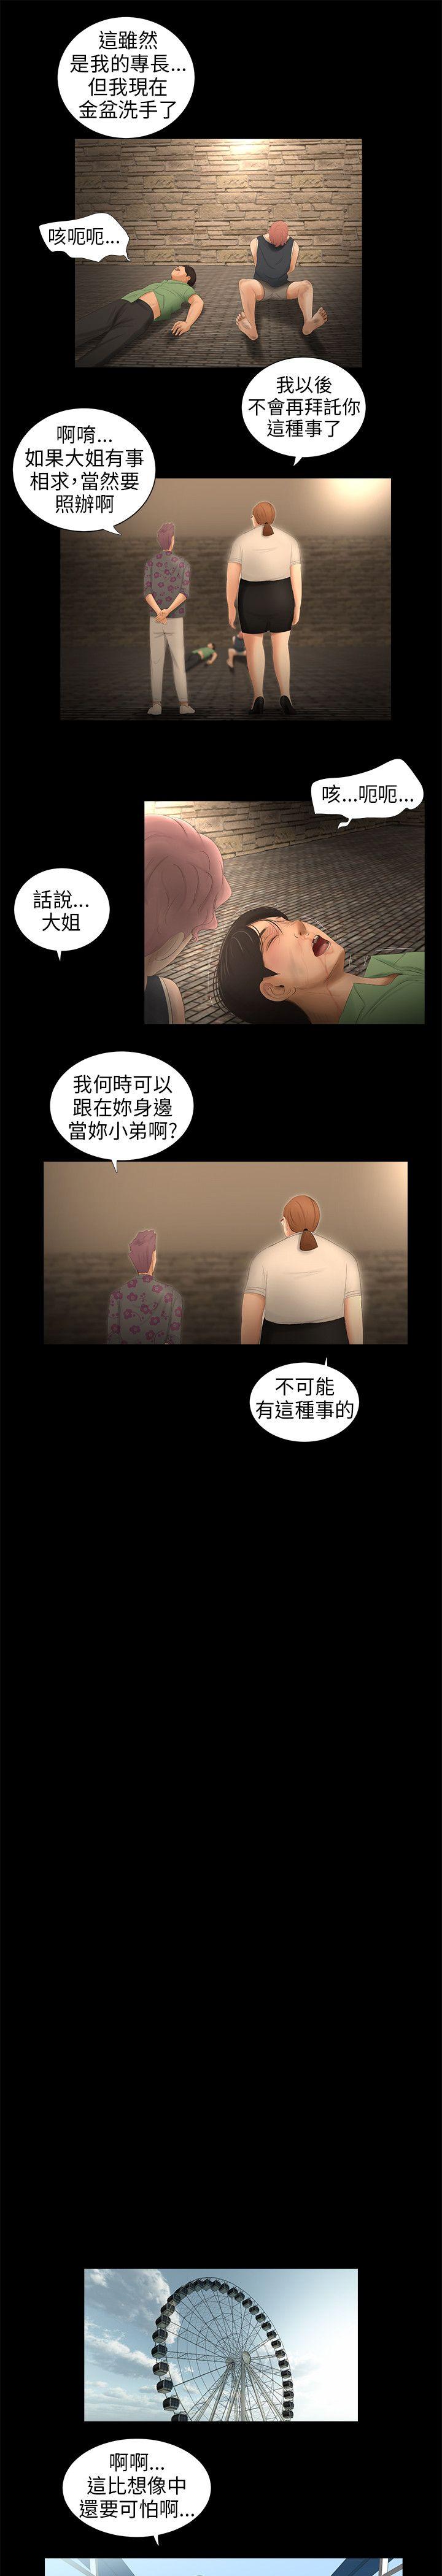 這雖然
是我的專長...
但我現在
金盆洗手了
咳呃呃...
我以後
不會再拜託你
這種事了
啊唷...
如果大姐有事
相求，當然要
照辦啊
咳...呃呃...
話說...
大姐
我何時可以
跟在妳身邊
當妳小弟啊?
不可能
有這種事的
啊啊...
這比想像中
還要可怕啊...